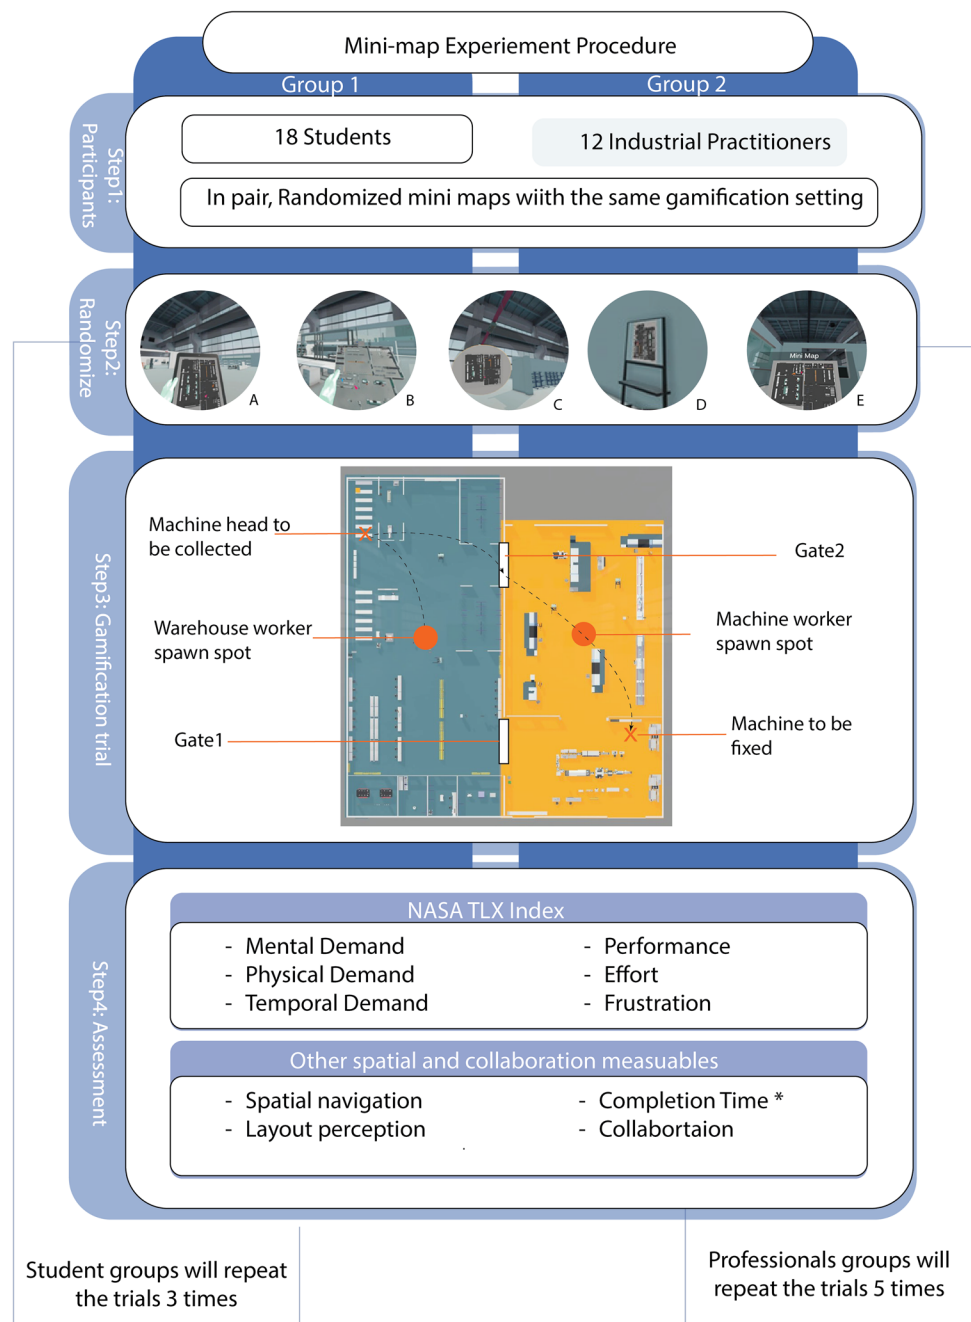 Mini-map Experiement Procedure
Group 1
Group 2
Step1:
Participants
18 Students
12 Industrial Practitioners
In pair, Randomized mini maps wiith the same gamification setting
Step2:
Randomize
A
B
C
D
Mini Map
E
Step3: Gamification trial
Machine head to
be collected
Gate2
Warehouse worker
spawn spot
Machine worker
spawn spot
Gate1
Machine to be
fixed
Step4: Assessment
NASA TLX Index
- Mental Demand
- Physical Demand
- Temporal Demand
- Performance
- Effort
- Frustration
Other spatial and collaboration measuables
- Spatial navigation
- Layout perception
- Completion Time *
- Collabortaion
Student groups will repeat
the trials 3 times
Professionals groups will
repeat the trials 5 times